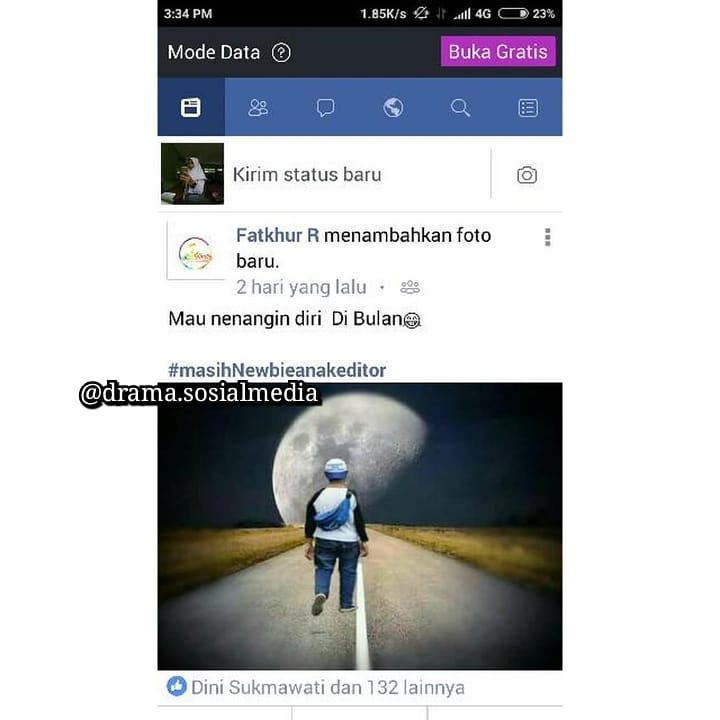 3:34 PM 1.85K/s 4G 23%
Mode Data ? Buka Gratis
Kirim status baru
Fatkhur R menambahkan foto
baru.
2 hari yang lalu ·
Mau nenangin diri Di Bulan😁
#masihNewbieanakeditor
@drama.sosialmedia
Dini Sukmawati dan 132 lainnya